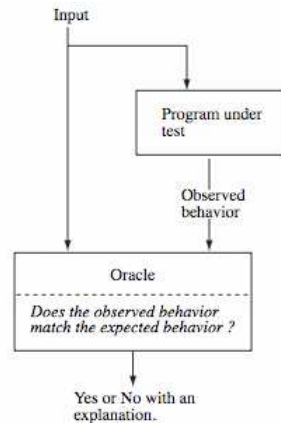 Input
Program under
test
Observed
behavior
Oracle
Does the observed behavior
match the expected behavior ?
Yes or No with an
explanation.